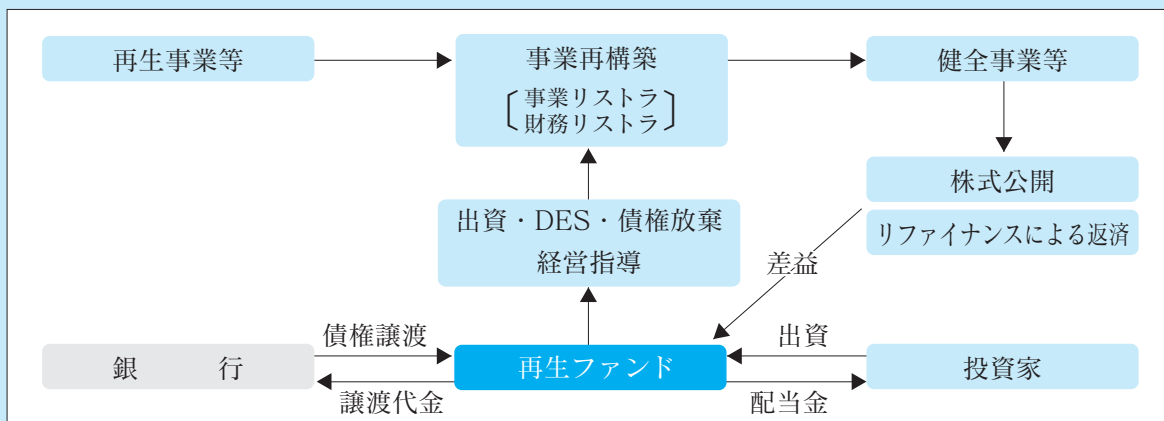 再生事業等
事業再構築
事業リストラ
財務リストラ
健全事業等
株式公開
リファイナンスによる返済
出資・DES・債権放棄
経営指導
差益
銀 行
債権譲渡
譲渡代金
再生ファンド
出資
配当金
投資家